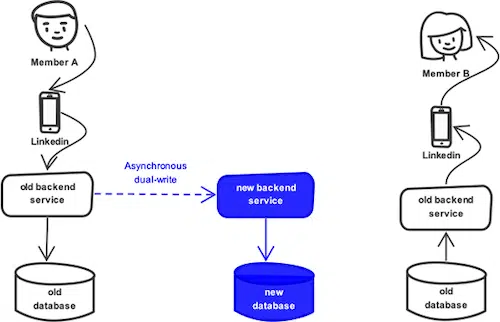 Member A
Linkedin
old backend
service
old
database
Asynchronous
dual-write
new backend
service
new
database
Member B
Linkedin
old backend
service
old
database